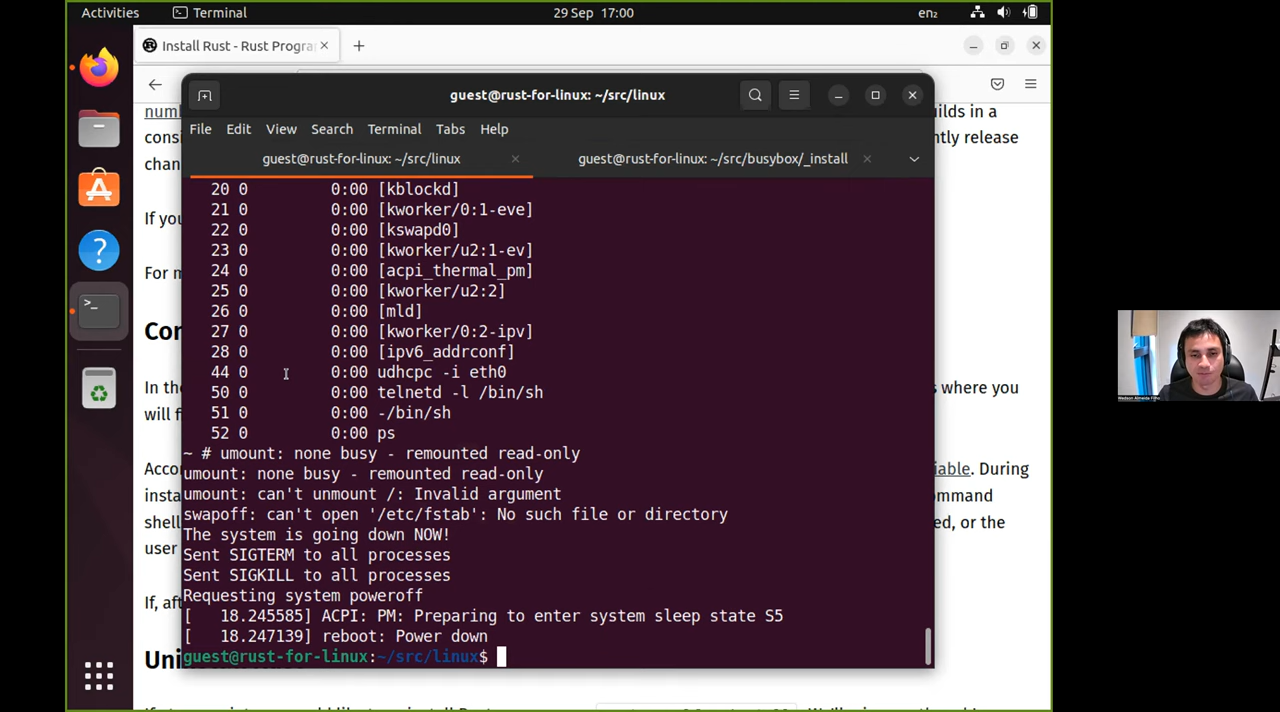 Activities
Terminal
29 Sep 17:00
en₂
Install Rust - Rust Progra
guest@rust-for-linux: ~/src/linux
File Edit View Search Terminal Tabs Help
guest@rust-for-linux: ~/src/linux
guest@rust-for-linux: ~/src/busybox/_install
20 0 0:00 [kblockd]
21 0 0:00 [kworker/0:1-eve]
22 0 0:00 [kswapd0]
23 0 0:00 [kworker/u2:1-ev]
24 0 0:00 [acpi_thermal_pm]
25 0 0:00 [kworker/u2:2]
26 0 0:00 [mld]
27 0 0:00 [kworker/0:2-ipv]
28 0 0:00 [ipv6_addrconf]
44 0 0:00 udhcpc -i eth0
50 0 0:00 telnetd -l /bin/sh
51 0 0:00 -/bin/sh
52 0 0:00 ps
~ # umount: none busy - remounted read-only
umount: none busy - remounted read-only
umount: can't unmount /: Invalid argument
swapoff: can't open '/etc/fstab': No such file or directory
The system is going down NOW!
Sent SIGTERM to all processes
Sent SIGKILL to all processes
Requesting system poweroff
[ 18.245585] ACPI: PM: Preparing to enter system sleep state S5
[ 18.247139] reboot: Power down
guest@rust-for-linux:~/src/linux$
numb
uilds in a
consi
ntly release
chan
If you
For m
Con
In the
s where you
will f
Acco
iable. During
insta
ommand
shell
ed, or the
user
If, aft
Uni
Wedson Almeida Filho